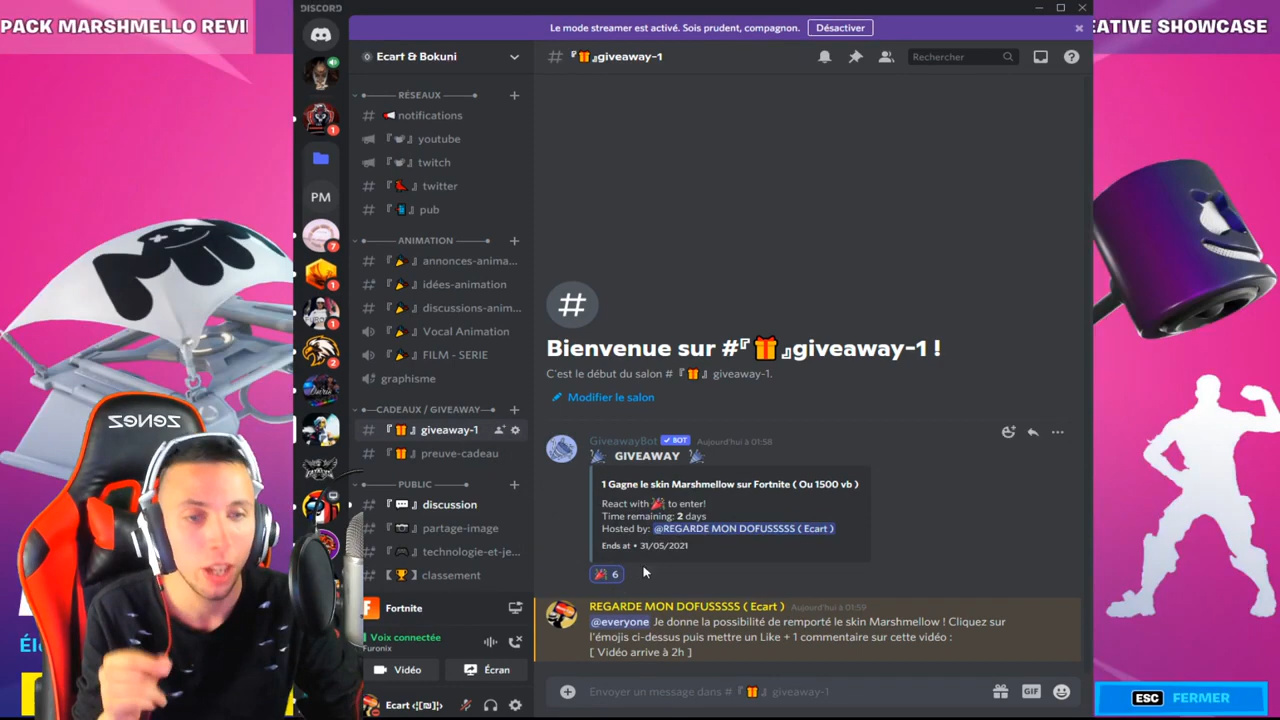 PACK MARSHMELLO REVI
EATIVE SHOWCASE
DISCORD
Le mode streamer est activé. Sois prudent, compagnon.
Désactiver
Ecart & Bokuni
『🎁』giveaway-1
Rechercher
RÉSEAUX
notifications
youtube
twitch
twitter
pub
ANIMATION
annonces-anima...
idées-animation
discussions-anim...
Vocal Animation
FILM - SERIE
graphisme
CADEAUX / GIVEAWAY
giveaway-1
preuve-cadeau
PUBLIC
discussion
partage-image
technologie-et-je...
classement
Fortnite
Voix connectée
Furonix
Vidéo
Écran
Ecart
PM
1
7
1
1
2
Bienvenue sur #『🎁』giveaway-1 !
C'est le début du salon #『🎁』giveaway-1.
Modifier le salon
GiveawayBot ✓ BOT Aujourd'hui à 01:58
🎉 GIVEAWAY 🎉
1 Gagne le skin Marshmellow sur Fortnite ( Ou 1500 vb )
React with 🎉 to enter!
Time remaining: 2 days
Hosted by: @REGARDE MON DOFUSSSSS ( Ecart )
Ends at • 31/05/2021
🎉 6
REGARDE MON DOFUSSSSS ( Ecart ) Aujourd'hui à 01:59
@everyone Je donne la possibilité de remporté le skin Marshmellow ! Cliquez sur
l'émojis ci-dessus puis mettre un Like + 1 commentaire sur cette vidéo :
[ Vidéo arrive à 2h ]
Envoyer un message dans #『🎁』giveaway-1
GIF
ESC FERMER
ZENEZ
Él